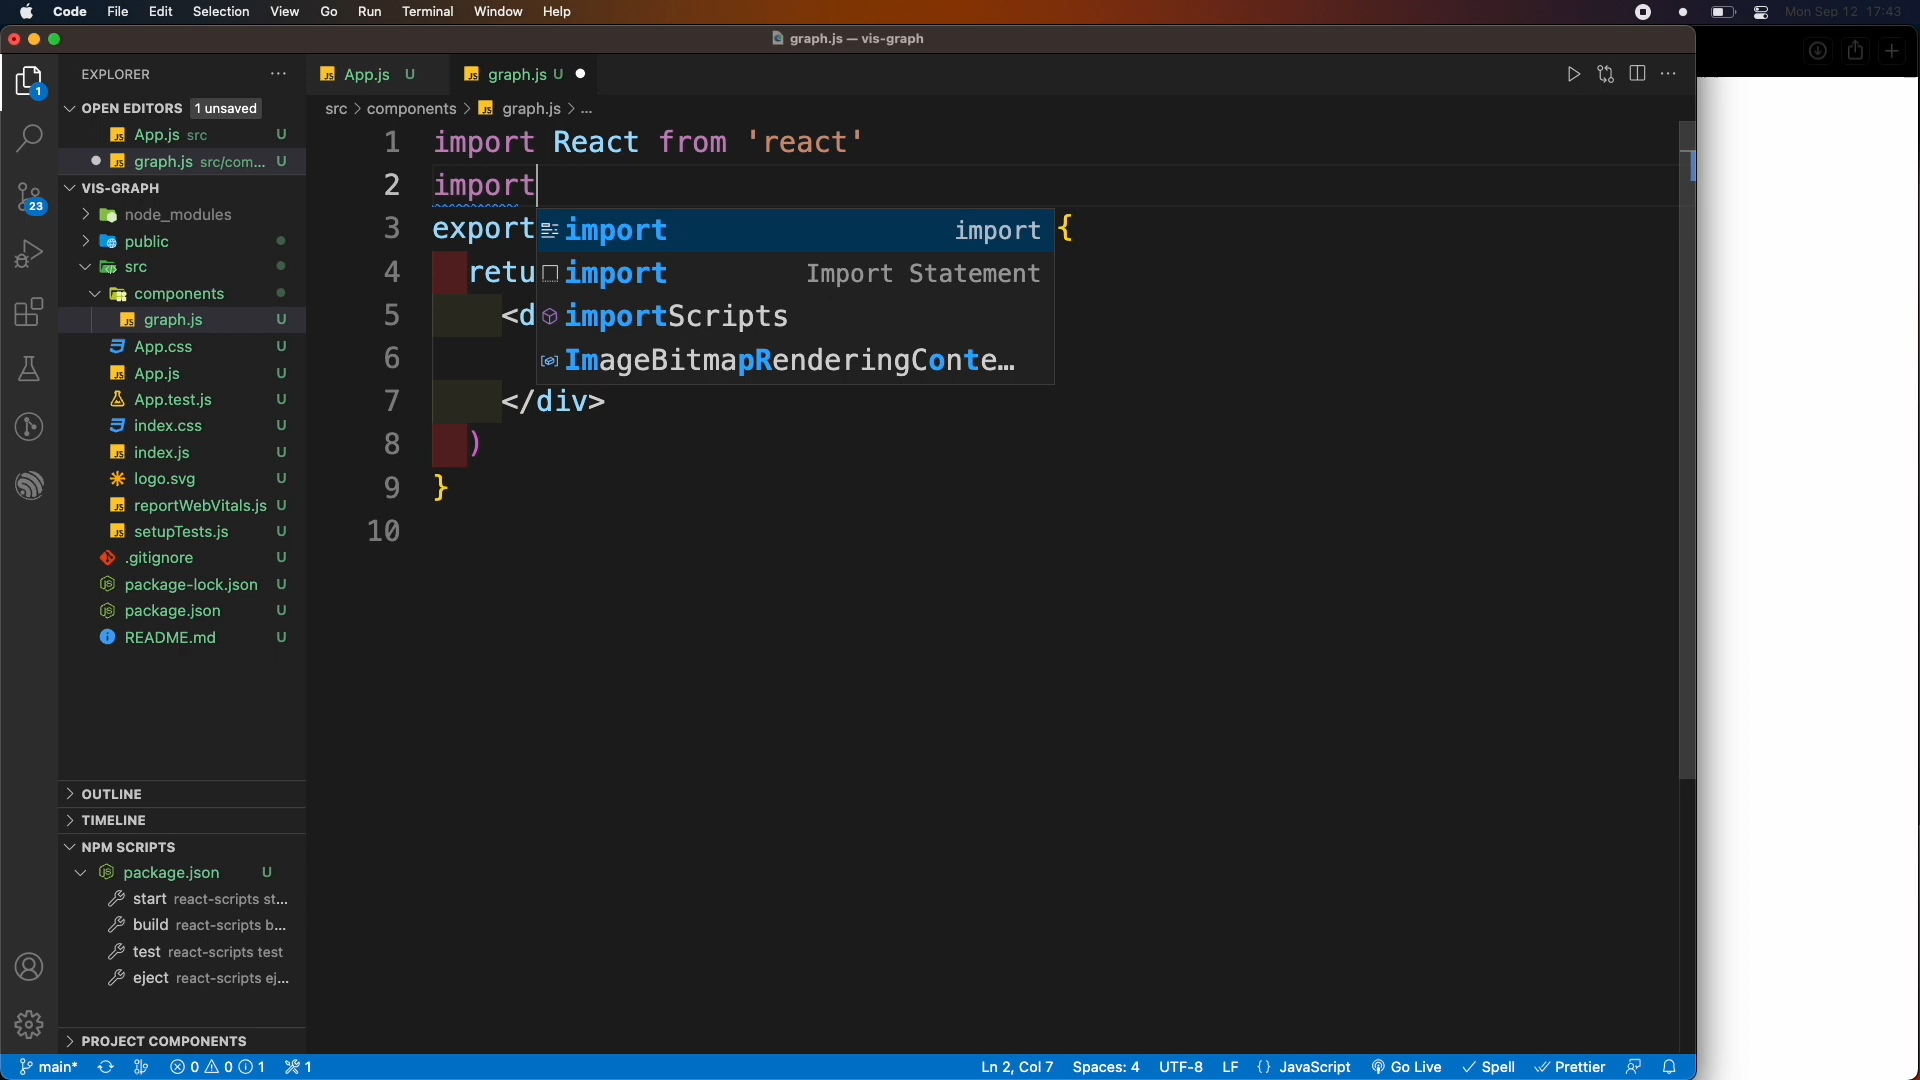 Code File Edit Selection View Go Run Terminal Window Help Mon Sep 12 17:43
graph.js — vis-graph
EXPLORER
App.js U
graph.js U
OPEN EDITORS 1 unsaved
src > components > graph.js > ...
App.js src U
graph.js src/com... U
VIS-GRAPH
node_modules
public
src
components
graph.js U
App.css U
App.js U
App.test.js U
index.css U
index.js U
logo.svg U
reportWebVitals.js U
setupTests.js U
.gitignore U
package-lock.json U
package.json U
README.md U
OUTLINE
TIMELINE
NPM SCRIPTS
package.json U
start react-scripts st...
build react-scripts b...
test react-scripts test
eject react-scripts ej...
PROJECT COMPONENTS
1 import React from 'react'
2 import
3 export {
4 retu
5 <d
6
7 </div>
8 )
9 }
10
import import
import Import Statement
importScripts
ImageBitmapRenderingConte…
1
23
main* 0 0 1 1 Ln 2, Col 7 Spaces: 4 UTF-8 LF {} JavaScript Go Live Spell Prettier